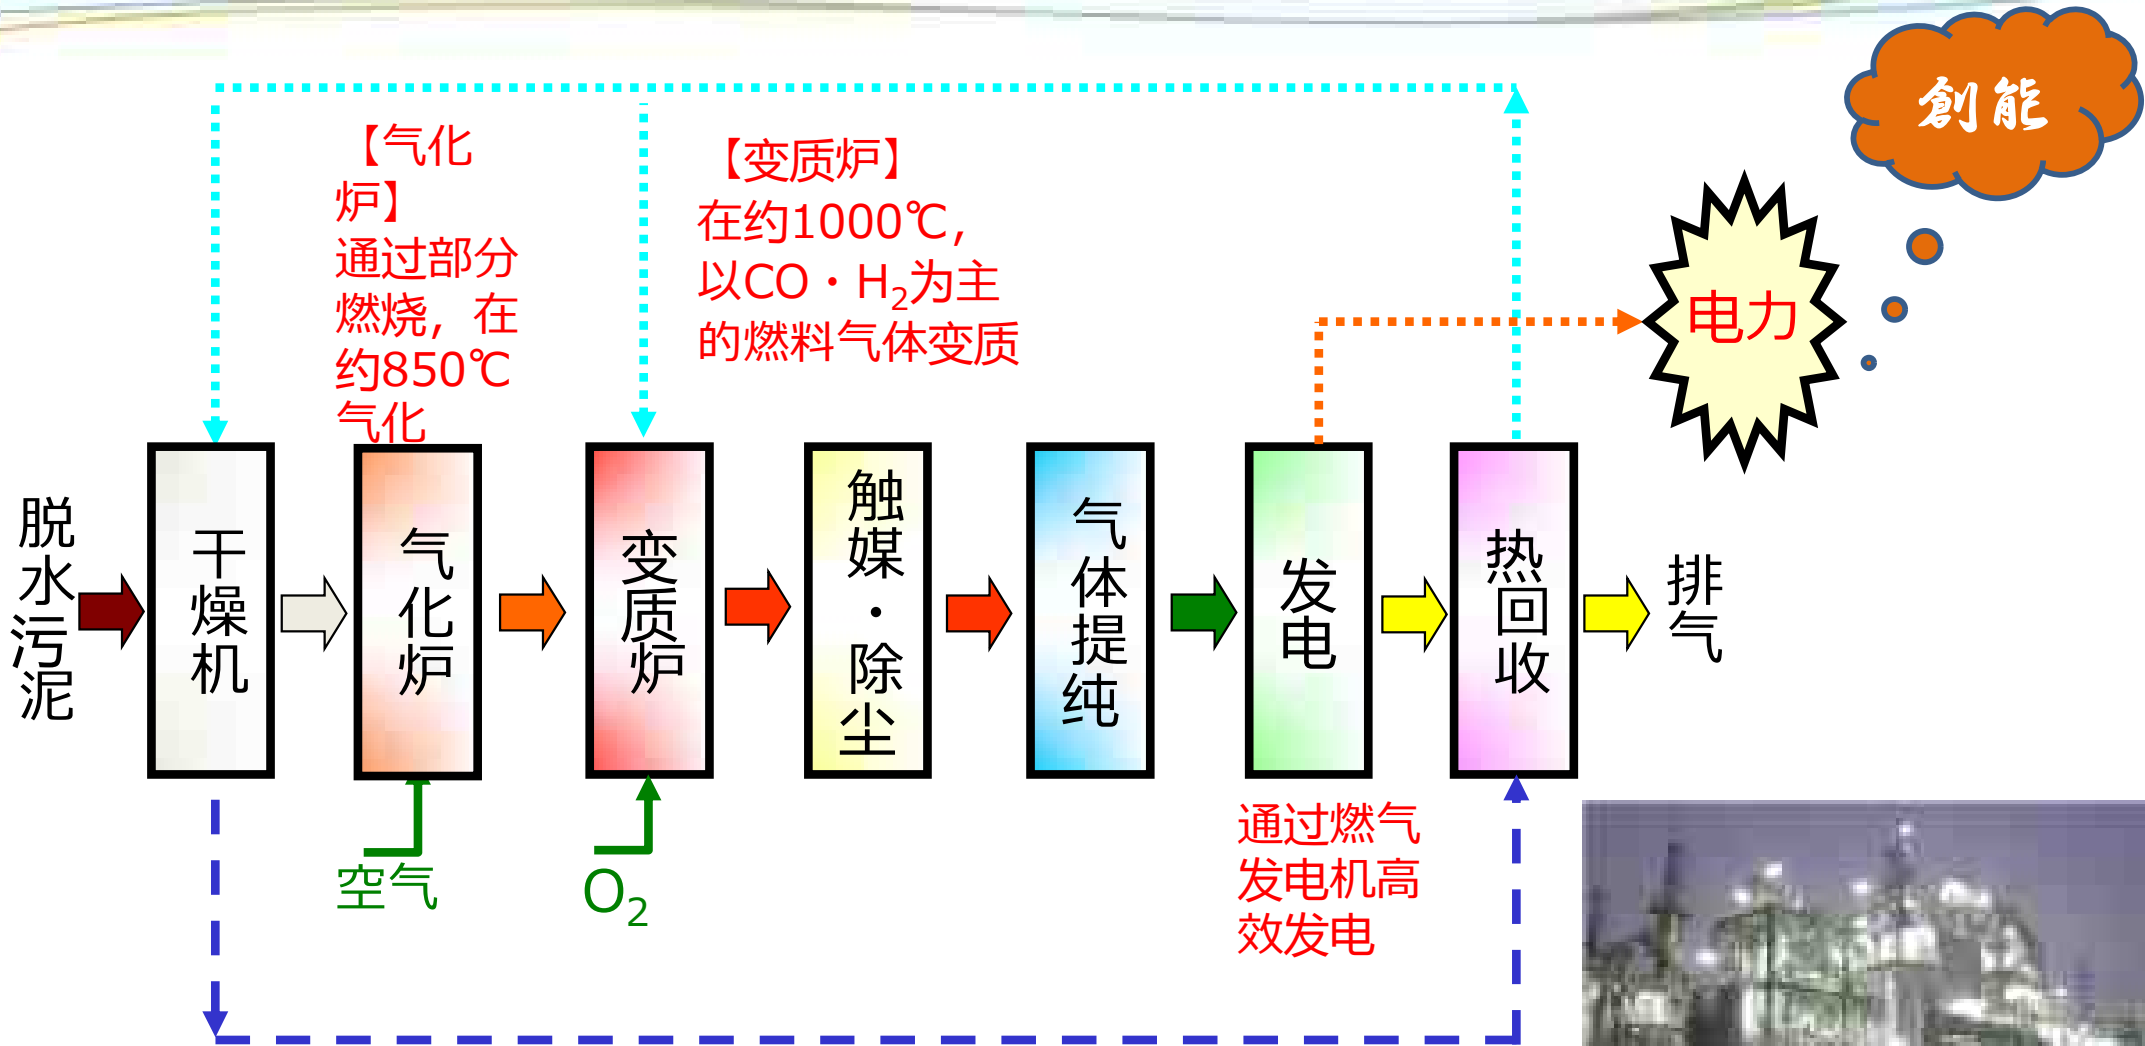 創能
【气化
炉】
通过部分
燃烧，在
约850℃
气化
【变质炉】
在约1000℃，
以CO・H₂为主
的燃料气体变质
电力
脱水污泥
干燥机
气化炉
变质炉
触媒・除尘
气体提纯
发电
热回收
排气
空气
O₂
通过燃气
发电机高
效发电